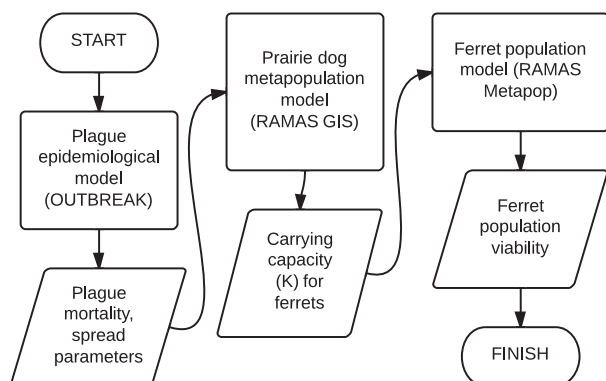 START
Plague
epidemiological
model
(OUTBREAK)
Plague
mortality,
spread
parameters
Prairie dog
metapopulation
model
(RAMAS GIS)
Carrying
capacity
(K) for
ferrets
Ferret population
model (RAMAS
Metapop)
Ferret
population
viability
FINISH